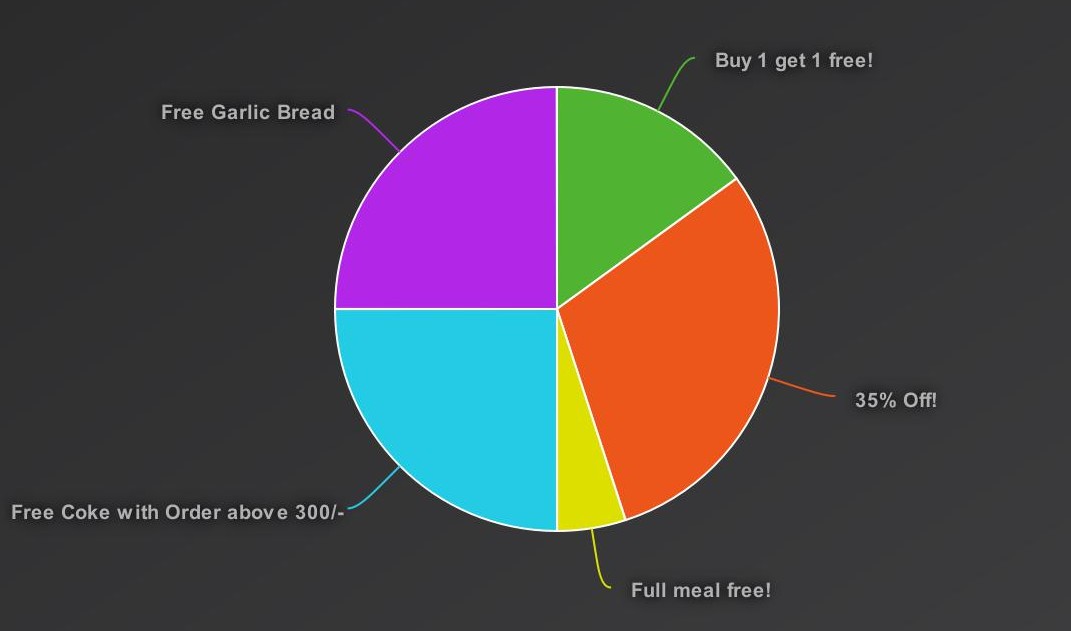 Buy 1 get 1 free!
Free Garlic Bread
35% Off!
Free Coke with Order above 300/-
Full meal free!